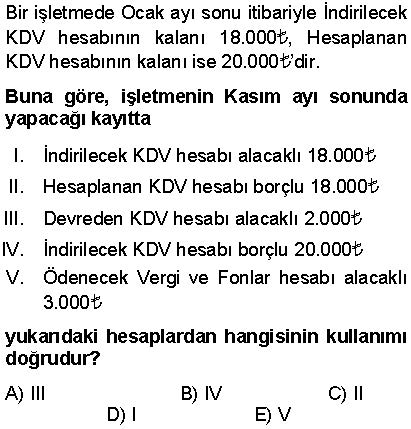 Bir işletmede Ocak ayı sonu itibariyle İndirilecek
KDV hesabının kalanı 18.000₺, Hesaplanan
KDV hesabının kalanı ise 20.000₺’dir.
Buna göre, işletmenin Kasım ayı sonunda
yapacağı kayıtta
I. İndirilecek KDV hesabı alacaklı 18.000₺
II. Hesaplanan KDV hesabı borçlu 18.000₺
III. Devreden KDV hesabı alacaklı 2.000₺
IV. İndirilecek KDV hesabı borçlu 20.000₺
V. Ödenecek Vergi ve Fonlar hesabı alacaklı
3.000₺
yukarıdaki hesaplardan hangisinin kullanımı
doğrudur?
A) III B) IV C) II
D) I E) V